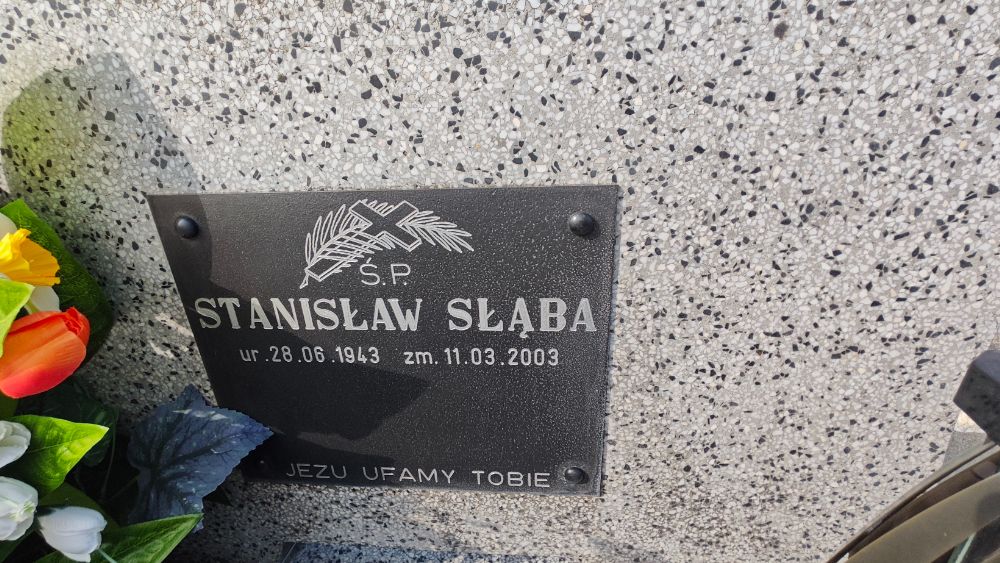 Ś.P.
STANISŁAW SŁĄBA
ur.28.06.1943 zm.11.03.2003
JEZU UFAMY TOBIE